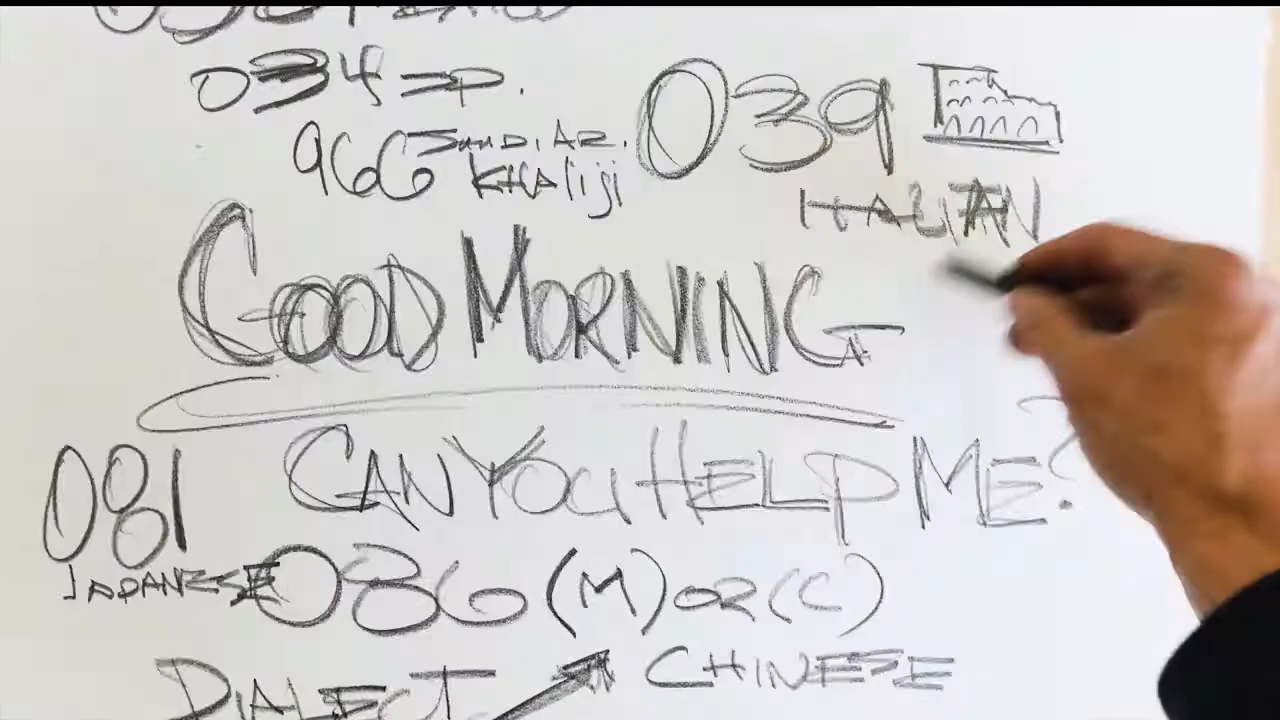 034 SP.
039
966 SAUDI. AR.
KHALIJI
ITALIAN
GOOD MORNING
CAN YOU HELP ME?
081
JAPANESE
086 (M) OR (C)
DIALECT CHINESE